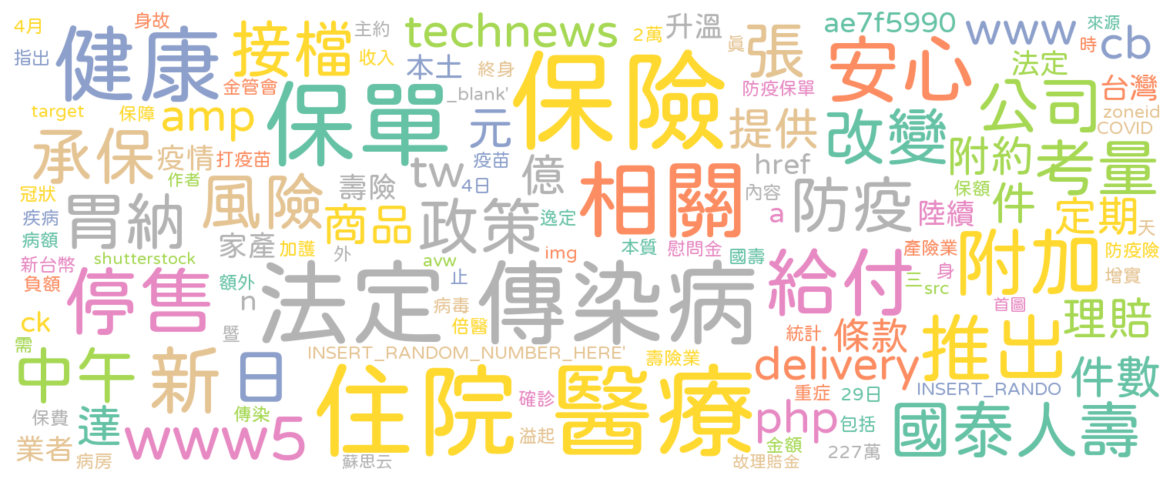 4月
身故
健康
接檔
主約
technews
2萬
升溫
張
ae7f5990
安心
www
來源
時
cb
指出
金管會
收入
本土
終身
保險
真
防疫保單
法定
台灣
公司
target
保障
amp
保單
_blank'
元
提供
改變
zoneid
COVID
承保
疫情
打疫苗
疫苗
附約
考量
作者
風險
壽險
tw
4日
億
相關
href
內容
防疫
保額
件
定期
天
冠狀
疾病
病額
胃納
商品
政策
逸定
a
陸續
家產
加護
外
本質
慰問金
國壽
產險業
附加
防疫險
新台幣
負額
shutterstock
額外
avw
img
止
身
三
src
增實
停售
n
法定
病毒
倍醫
傳染病
給付
首圖
理賠
ck
暨
統計
條款
推出
需
中午
新
日
INSERT_RANDOM_NUMBER_HERE'
壽險業
delivery
件數
重症
29日
INSERT_RANDO
保費
達
傳染
住院
醫療
確診
php
包括
國泰人壽
業者
病房
www5
蘇思云
溢起
金額
故理賠金
227萬